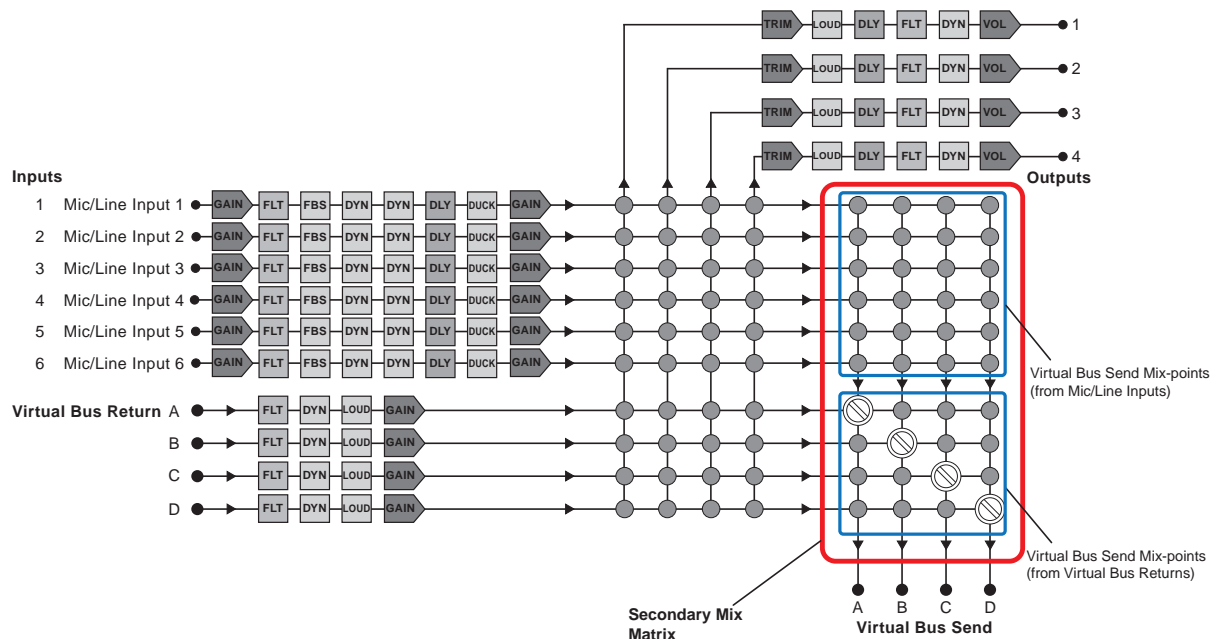 TRIM LOUD DLY FLT DYN VOL 1
TRIM LOUD DLY FLT DYN VOL 2
TRIM LOUD DLY FLT DYN VOL 3
TRIM LOUD DLY FLT DYN VOL 4
Outputs
Inputs
1 Mic/Line Input 1 GAIN FLT FBS DYN DYN DLY DUCK GAIN
2 Mic/Line Input 2 GAIN FLT FBS DYN DYN DLY DUCK GAIN
3 Mic/Line Input 3 GAIN FLT FBS DYN DYN DLY DUCK GAIN
4 Mic/Line Input 4 GAIN FLT FBS DYN DYN DLY DUCK GAIN
5 Mic/Line Input 5 GAIN FLT FBS DYN DYN DLY DUCK GAIN
6 Mic/Line Input 6 GAIN FLT FBS DYN DYN DLY DUCK GAIN
Virtual Bus Send Mix-points
(from Mic/Line Inputs)
Virtual Bus Return A FLT DYN LOUD GAIN
B FLT DYN LOUD GAIN
C FLT DYN LOUD GAIN
D FLT DYN LOUD GAIN
Virtual Bus Send Mix-points
(from Virtual Bus Returns)
A B C D
Virtual Bus Send
Secondary Mix
Matrix